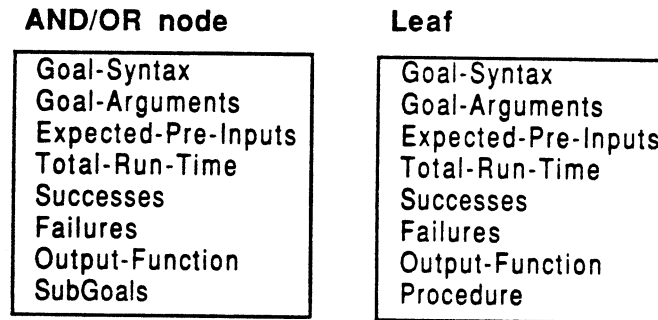 AND/OR node
Goal-Syntax
Goal-Arguments
Expected-Pre-Inputs
Total-Run-Time
Successes
Failures
Output-Function
SubGoals
Leaf
Goal-Syntax
Goal-Arguments
Expected-Pre-Inputs
Total-Run-Time
Successes
Failures
Output-Function
Procedure